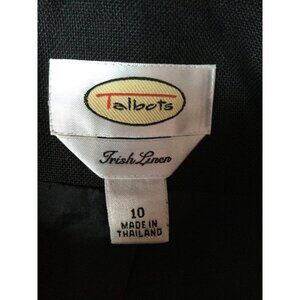 Talbots
Irish Linen
10
MADE IN
THAILAND